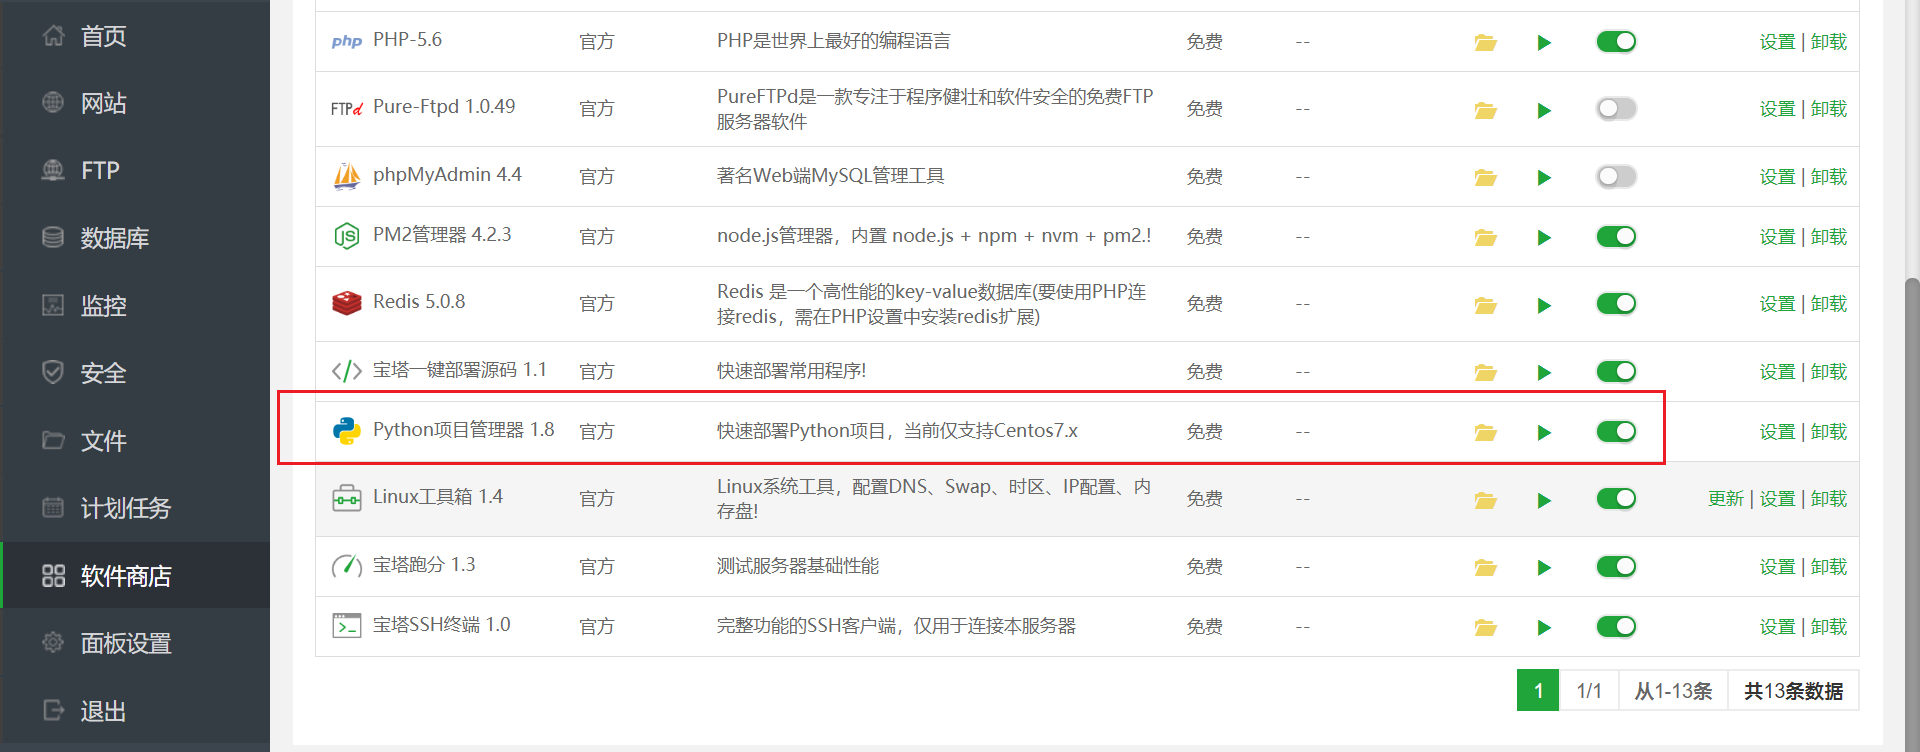 首页
网站
FTP
数据库
监控
安全
文件
计划任务
软件商店
面板设置
退出
php PHP-5.6 官方 PHP是世界上最好的编程语言 免费 -- 设置 | 卸载
FTPd Pure-Ftpd 1.0.49 官方 PureFTPd是一款专注于程序健壮和软件安全的免费FTP 免费 -- 设置 | 卸载
服务器软件
phpMyAdmin 4.4 官方 著名Web端MySQL管理工具 免费 -- 设置 | 卸载
JS PM2管理器 4.2.3 官方 node.js管理器，内置 node.js + npm + nvm + pm2.! 免费 -- 设置 | 卸载
Redis 5.0.8 官方 Redis 是一个高性能的key-value数据库(要使用PHP连 免费 -- 设置 | 卸载
接redis，需在PHP设置中安装redis扩展)
宝塔一键部署源码 1.1 官方 快速部署常用程序! 免费 -- 设置 | 卸载
Python项目管理器 1.8 官方 快速部署Python项目，当前仅支持Centos7.x 免费 -- 设置 | 卸载
Linux工具箱 1.4 官方 Linux系统工具，配置DNS、Swap、时区、IP配置、内 免费 -- 更新 | 设置 | 卸载
存盘!
宝塔跑分 1.3 官方 测试服务器基础性能 免费 -- 设置 | 卸载
宝塔SSH终端 1.0 官方 完整功能的SSH客户端，仅用于连接本服务器 免费 -- 设置 | 卸载
1 1/1 从1-13条 共13条数据